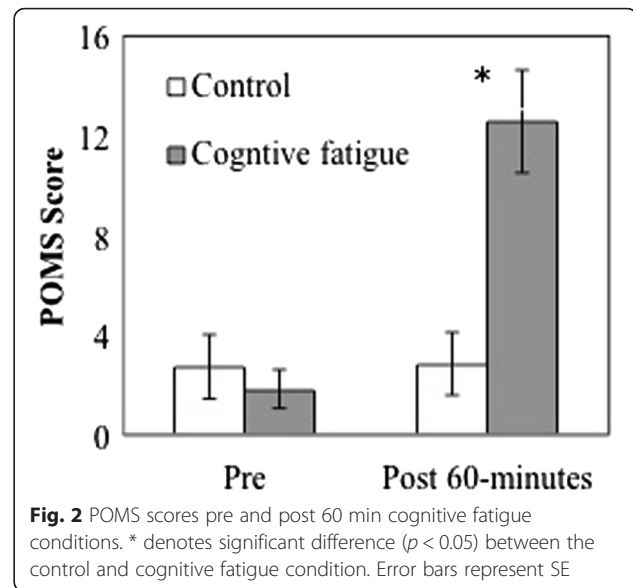 16
Control
*
Cogntive fatigue
12
POMS Score
8
4
0
Pre Post 60-minutes
Fig. 2 POMS scores pre and post 60 min cognitive fatigue
conditions. * denotes significant difference (p < 0.05) between the
control and cognitive fatigue condition. Error bars represent SE